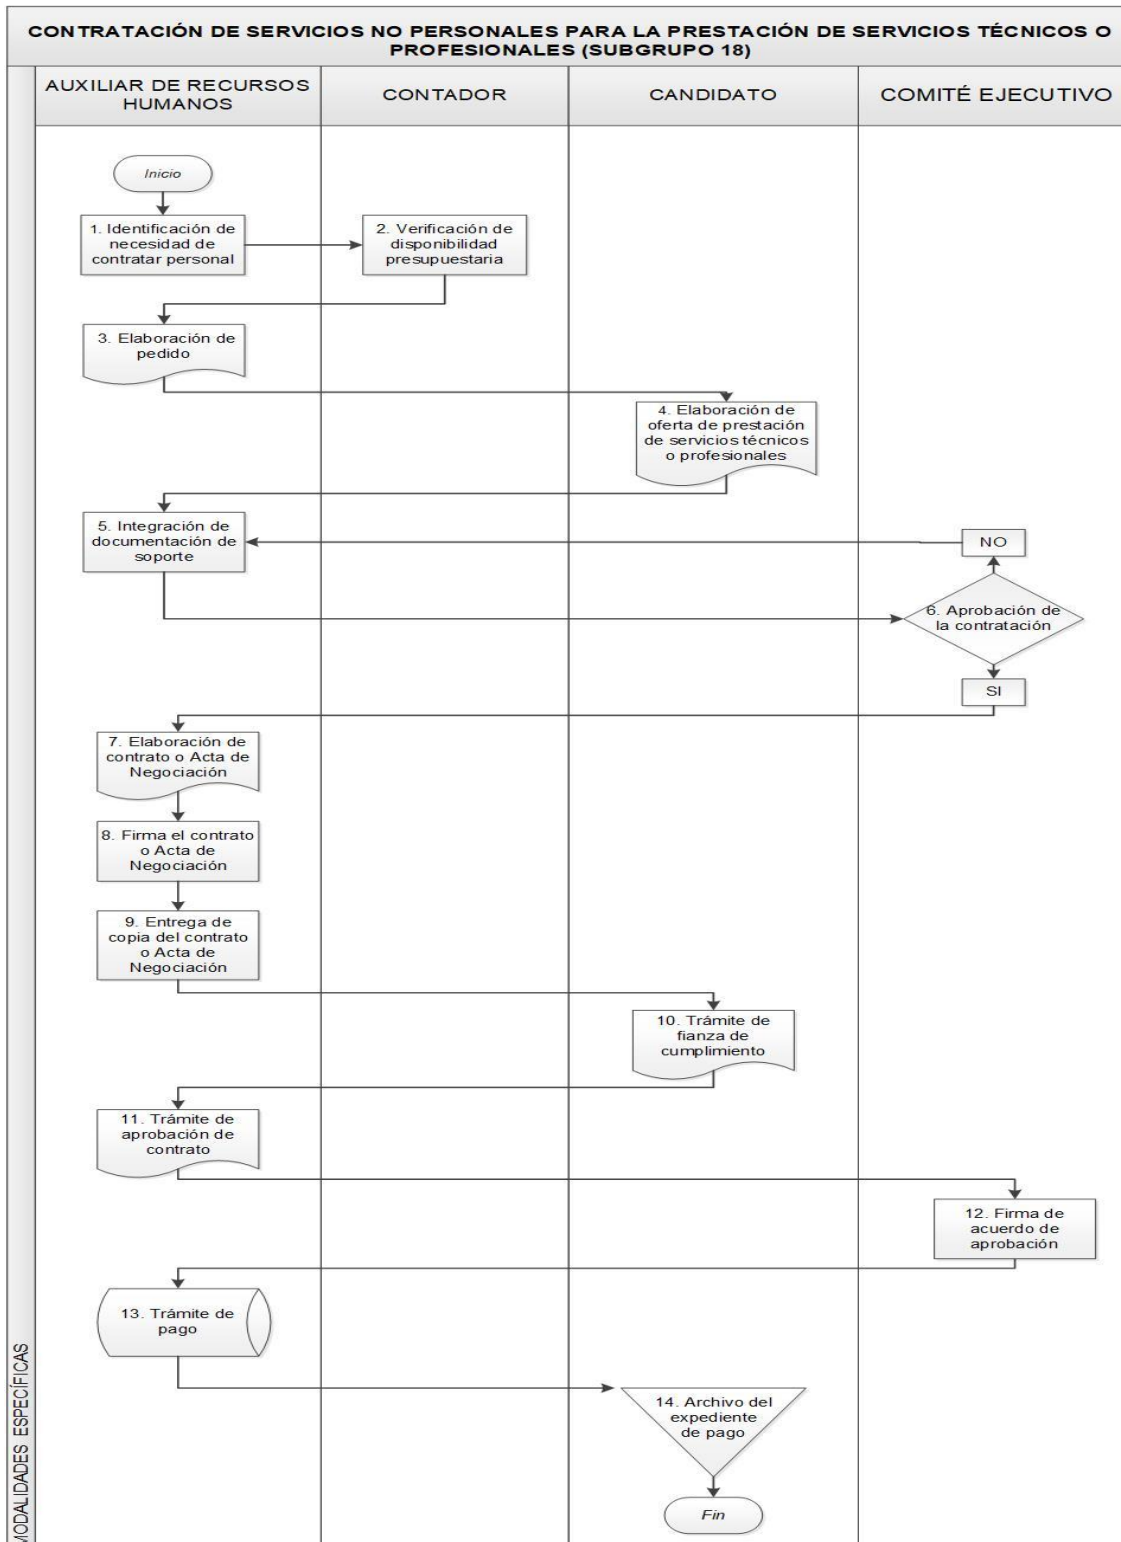 CONTRATACIÓN DE SERVICIOS NO PERSONALES PARA LA PRESTACIÓN DE SERVICIOS TÉCNICOS O
PROFESIONALES (SUBGRUPO 18)
AUXILIAR DE RECURSOS
HUMANOS
CONTADOR
CANDIDATO
COMITÉ EJECUTIVO
Inicio
1. Identificación de
necesidad de
contratar personal
2. Verificación de
disponibilidad
presupuestaria
3. Elaboración de
pedido
4. Elaboración de
oferta de prestación
de servicios técnicos
o profesionales
5. Integración de
documentación de
soporte
NO
6. Aprobación de
la contratación
SI
7. Elaboración de
contrato o Acta de
Negociación
8. Firma el contrato
o Acta de
Negociación
9. Entrega de
copia del contrato
o Acta de
Negociación
10. Trámite de
fianza de
cumplimiento
11. Trámite de
aprobación de
contrato
12. Firma de
acuerdo de
aprobación
13. Trámite de
pago
14. Archivo del
expediente
de pago
Fin
MODALIDADES ESPECÍFICAS